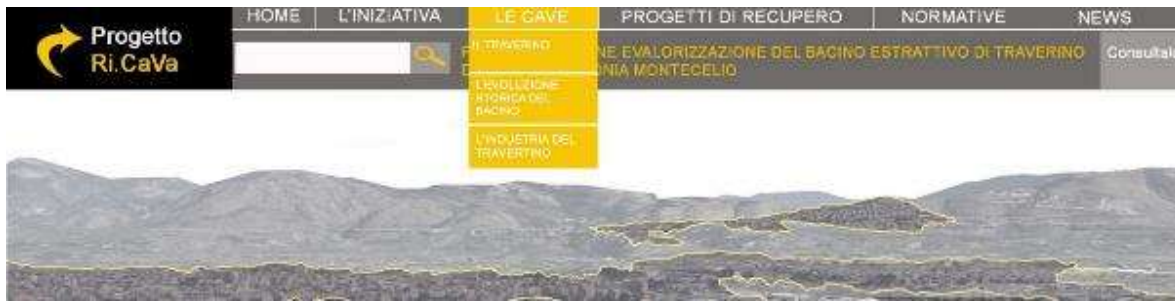 HOME L'INIZIATIVA LE CAVE PROGETTI DI RECUPERO NORMATIVE NEWS
Progetto
Ri.CaVa
IL TRAVERINO
NE EVALORIZZAZIONE DEL BACINO ESTRATTIVO DI TRAVERINO
NIA MONTECELIO
L'EVOLUZIONE
STORICA DEL
BACINO
L'INDUSTRIA DEL
TRAVERTINO